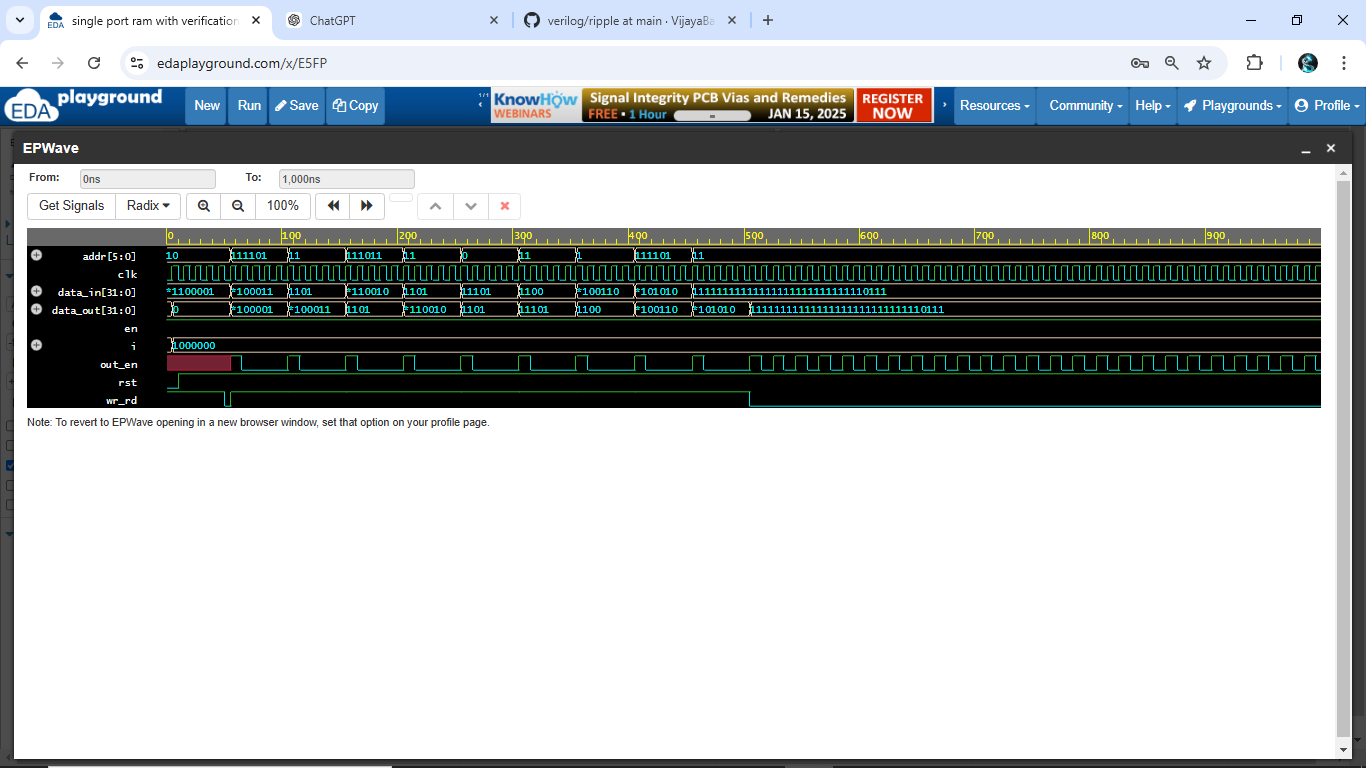 single port ram with verification
ChatGPT
verilog/ripple at main · VijayaBa
edaplayground.com/x/E5FP
EDA playground
New Run Save Copy
1/1
KnowHow WEBINARS
Signal Integrity PCB Vias and Remedies
FREE • 1 Hour JAN 15, 2025
REGISTER NOW
Resources Community Help Playgrounds Profile
EPWave
From: 0ns To: 1,000ns
Get Signals Radix 100%
0 100 200 300 400 500 600 700 800 900
addr[5:0] 10 111101 11 111011 11 0 11 1 111101 11
clk
data_in[31:0] *1100001 *100011 1101 *110010 1101 11101 1100 *100110 *101010 11111111111111111111111111110111
data_out[31:0] 0 *100001 *100011 1101 *110010 1101 11101 1100 *100110 *101010 11111111111111111111111111110111
en
i 1000000
out_en
rst
wr_rd
Note: To revert to EPWave opening in a new browser window, set that option on your profile page.